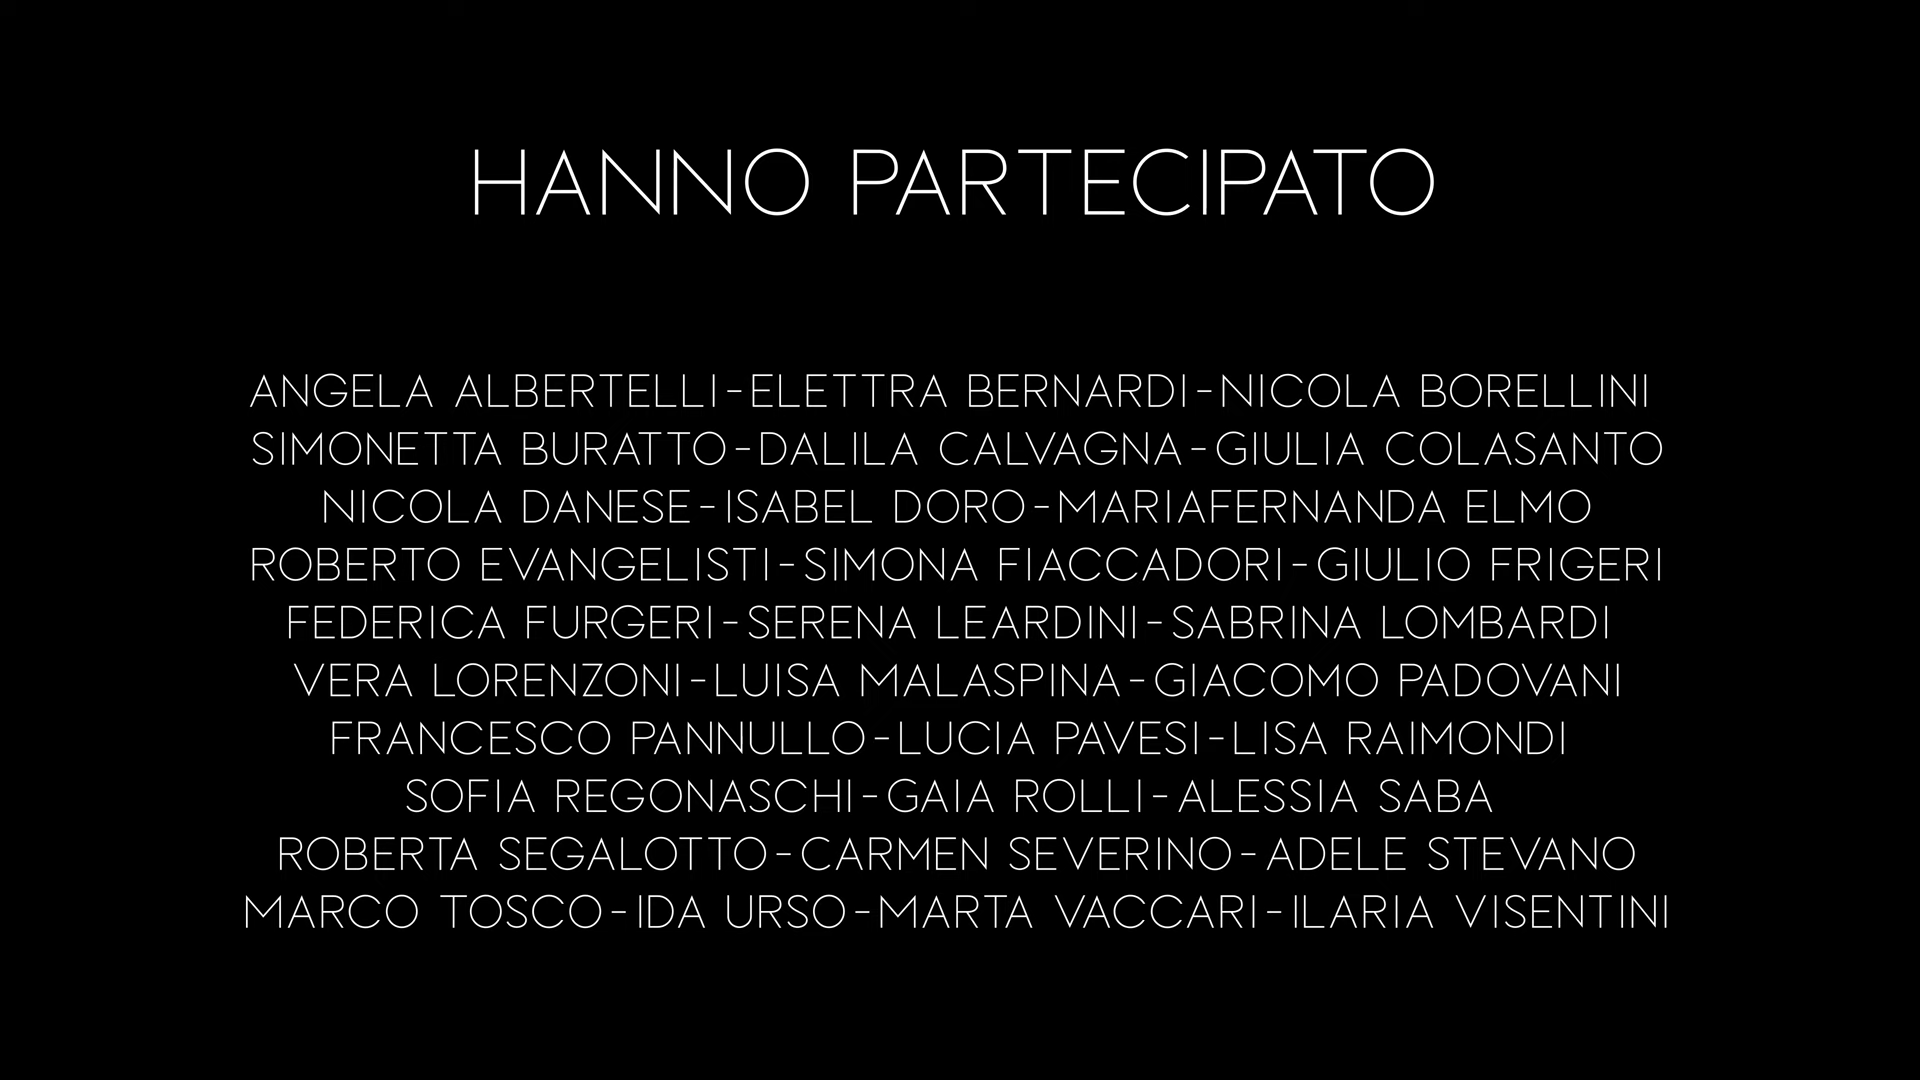 HANNO PARTECIPATO
ANGELA ALBERTELLI-ELETTRA BERNARDI-NICOLA BORELLINI
SIMONETTA BURATTO-DALILA CALVAGNA-GIULIA COLASANTO
NICOLA DANESE-ISABEL DORO-MARIAFERNANDA ELMO
ROBERTO EVANGELISTI-SIMONA FIACCADORI-GIULIO FRIGERI
FEDERICA FURGERI-SERENA LEARDINI-SABRINA LOMBARDI
VERA LORENZONI-LUISA MALASPINA-GIACOMO PADOVANI
FRANCESCO PANNULLO-LUCIA PAVESI-LISA RAIMONDI
SOFIA REGONASCHI-GAIA ROLLI-ALESSIA SABA
ROBERTA SEGALOTTO-CARMEN SEVERINO-ADELE STEVANO
MARCO TOSCO-IDA URSO-MARTA VACCARI-ILARIA VISENTINI